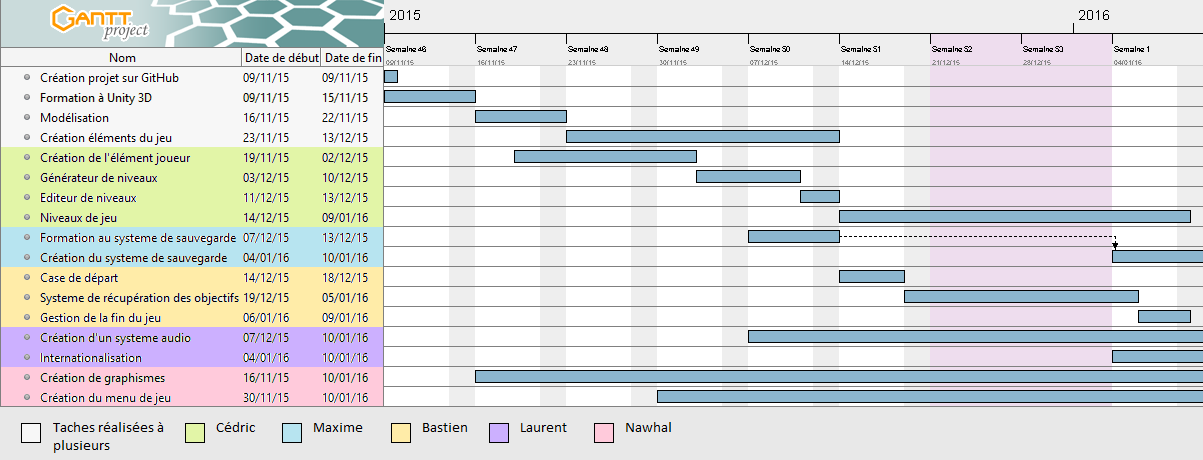 GANTT
project
2015
2016
Nom
Date de début
Date de fin
Semaine 46
Semaine 47
Semaine 48
Semaine 49
Semaine 50
Semaine 51
Semaine 52
Semaine 53
Semaine 1
09/11/15
16/11/15
23/11/15
30/11/15
07/12/15
14/12/15
21/12/15
28/12/15
04/01/16
Création projet sur GitHub 09/11/15 09/11/15
Formation à Unity 3D 09/11/15 15/11/15
Modélisation 16/11/15 22/11/15
Création éléments du jeu 23/11/15 13/12/15
Création de l'élément joueur 19/11/15 02/12/15
Générateur de niveaux 03/12/15 10/12/15
Editeur de niveaux 11/12/15 13/12/15
Niveaux de jeu 14/12/15 09/01/16
Formation au systeme de sauvegarde 07/12/15 13/12/15
Création du systeme de sauvegarde 04/01/16 10/01/16
Case de départ 14/12/15 18/12/15
Systeme de récupération des objectifs 19/12/15 05/01/16
Gestion de la fin du jeu 06/01/16 09/01/16
Création d'un systeme audio 07/12/15 10/01/16
Internationalisation 04/01/16 10/01/16
Création de graphismes 16/11/15 10/01/16
Création du menu de jeu 30/11/15 10/01/16
Taches réalisées à
plusieurs
Cédric
Maxime
Bastien
Laurent
Nawhal